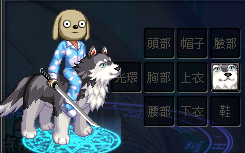 頭部 帽子 臉部
光環 胸部 上衣
腰部 下衣 鞋